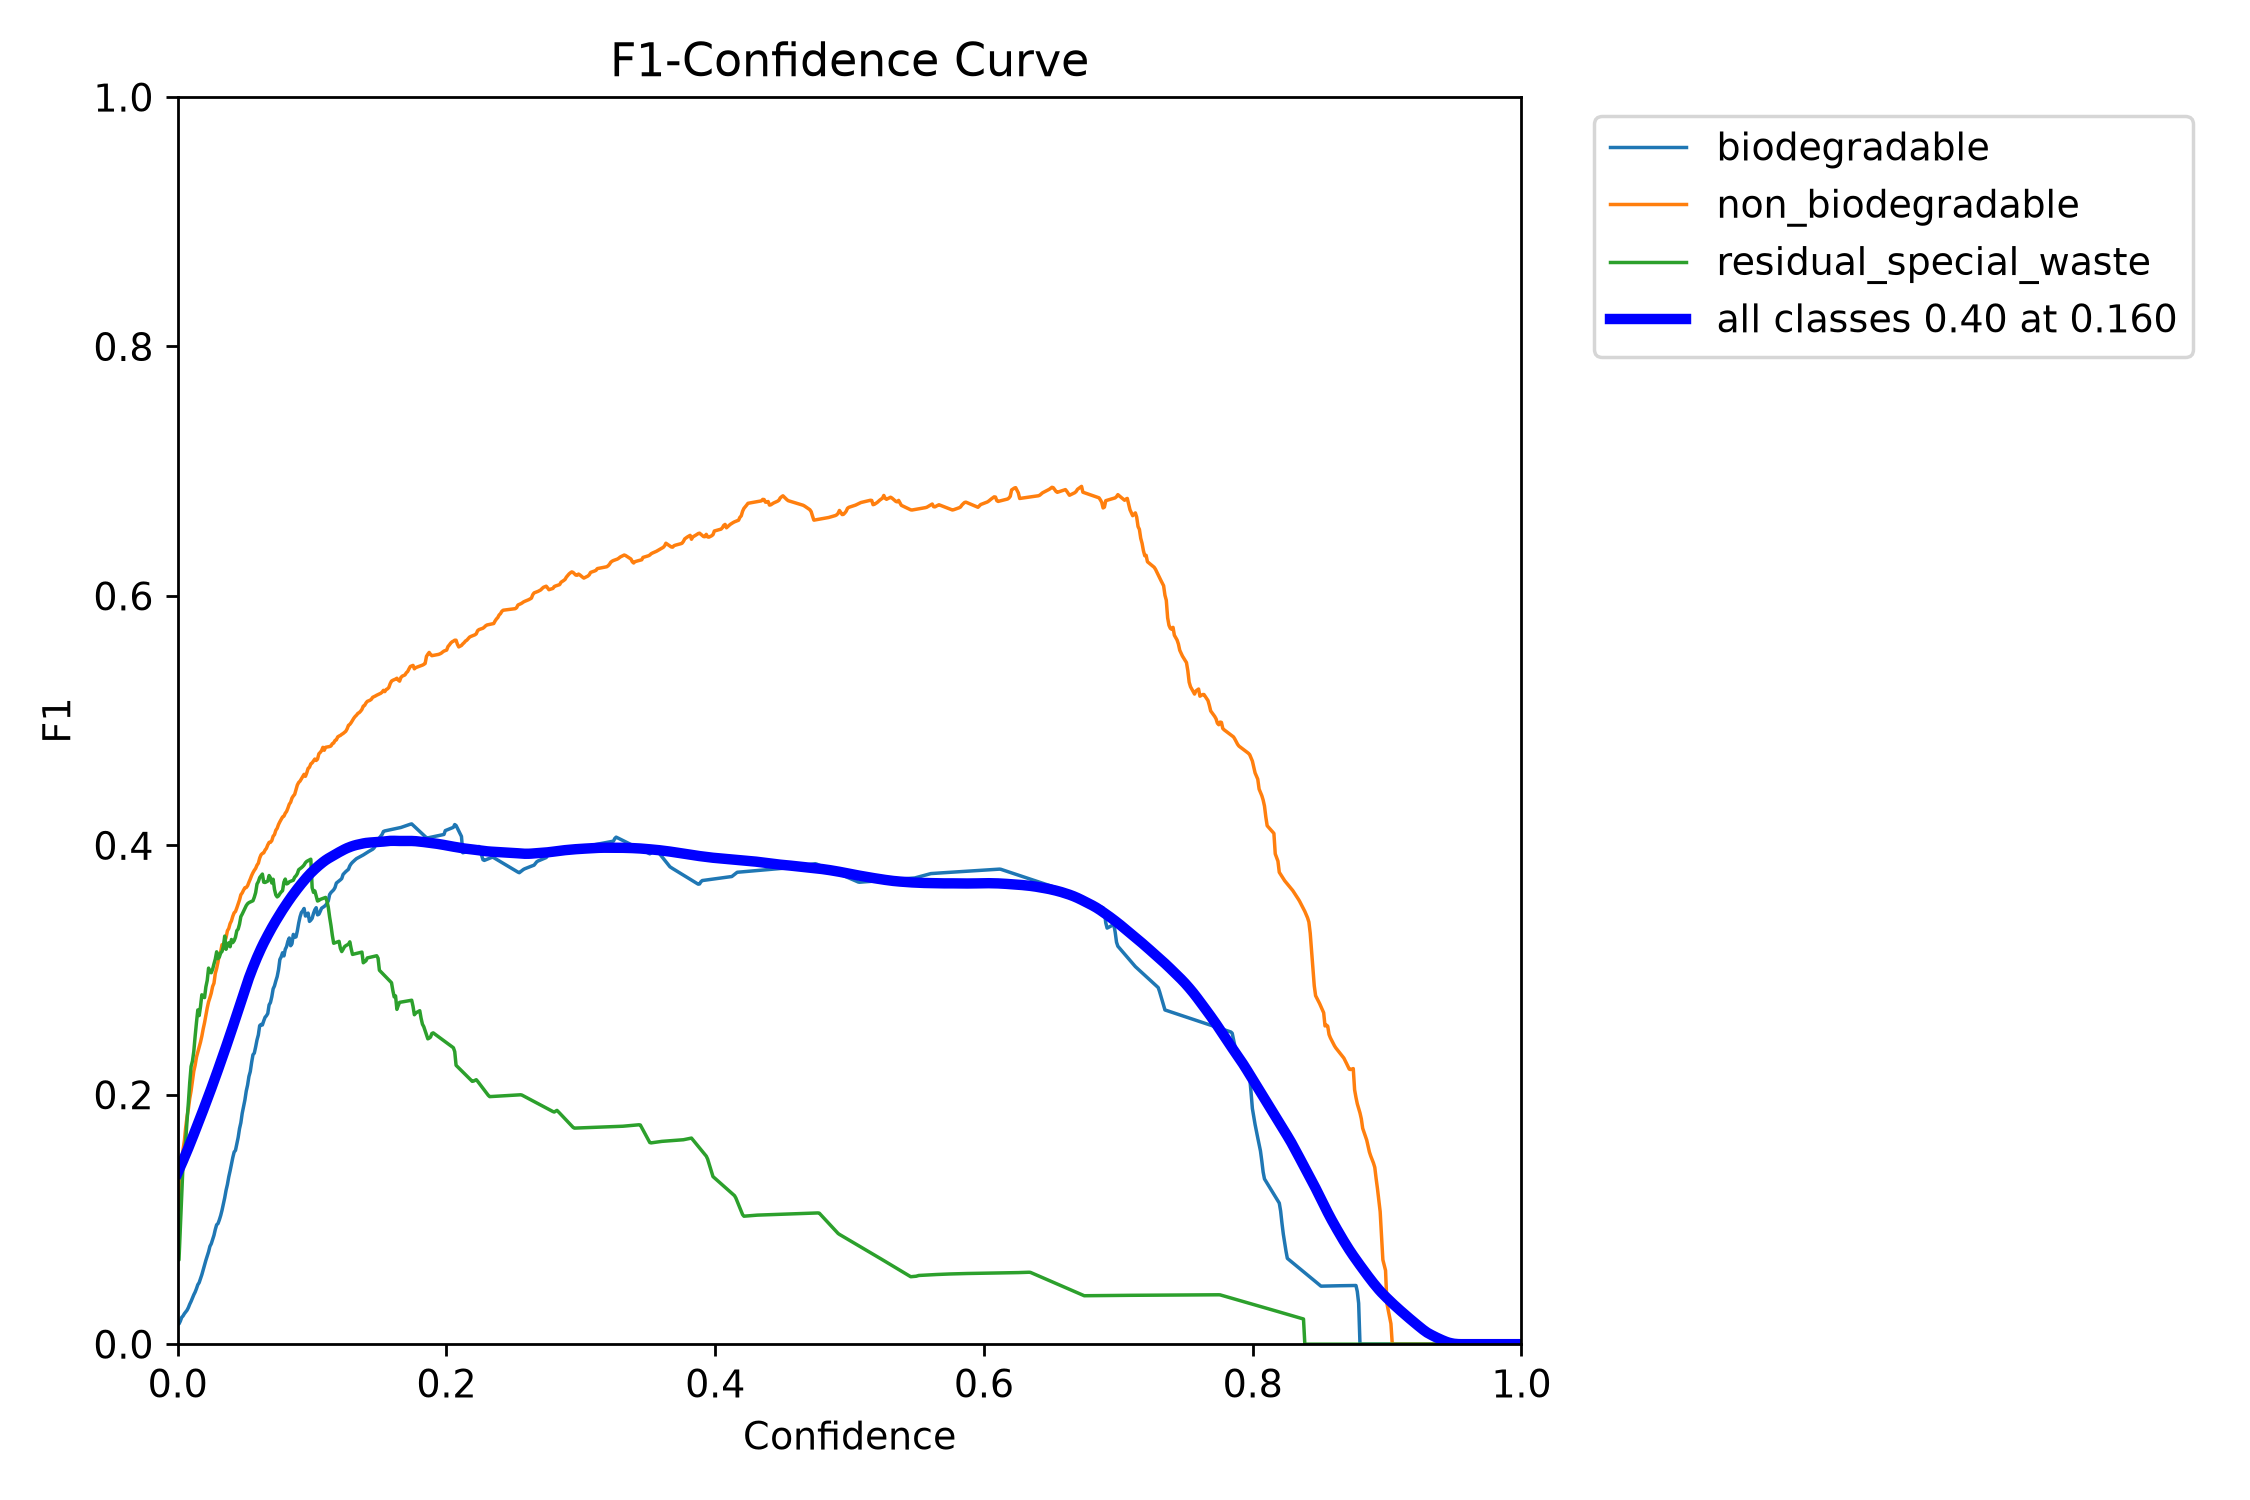 F1-Confidence Curve
1.0
0.8
0.6
0.4
0.2
0.0
F1
0.0 0.2 0.4 0.6 0.8 1.0
Confidence
biodegradable
non_biodegradable
residual_special_waste
all classes 0.40 at 0.160